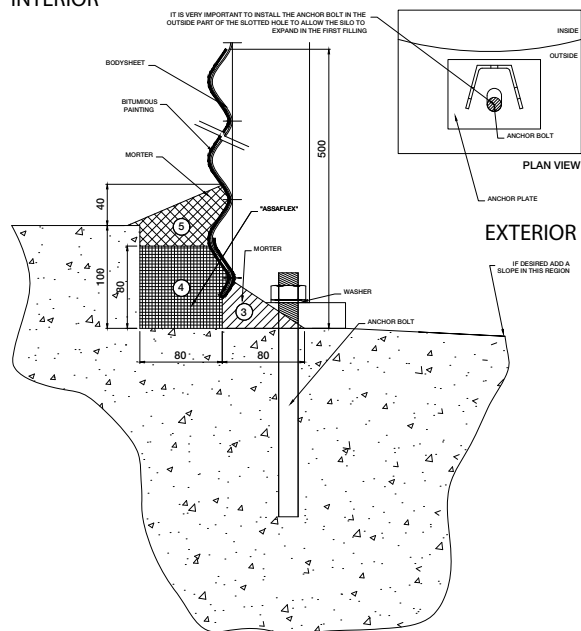 INTERIOR
IT IS VERY IMPORTANT TO INSTALL THE ANCHOR BOLT IN THE
OUTSIDE PART OF THE SLOTTED HOLE TO ALLOW THE SILO TO
EXPAND IN THE FIRST FILLING
INSIDE
OUTSIDE
ANCHOR BOLT
PLAN VIEW
ANCHOR PLATE
BODYSHEET
BITUMIOUS
PAINTING
MORTER
500
40
"ASSAFLEX"
EXTERIOR
5
MORTER
IF DESIRED ADD A
SLOPE IN THIS REGION
100
80
4
WASHER
3
ANCHOR BOLT
80
80